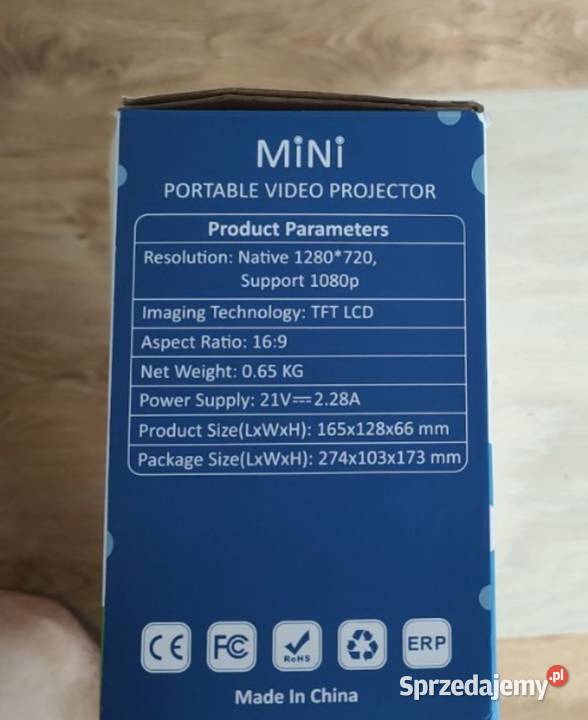 MiNi
PORTABLE VIDEO PROJECTOR
Product Parameters
Resolution: Native 1280*720,
Support 1080p
Imaging Technology: TFT LCD
Aspect Ratio: 16:9
Net Weight: 0.65 KG
Power Supply: 21V⎓2.28A
Product Size(LxWxH): 165x128x66 mm
Package Size(LxWxH): 274x103x173 mm
CE FC RoHS ERP
Made In China
Sprzedajemy.pl